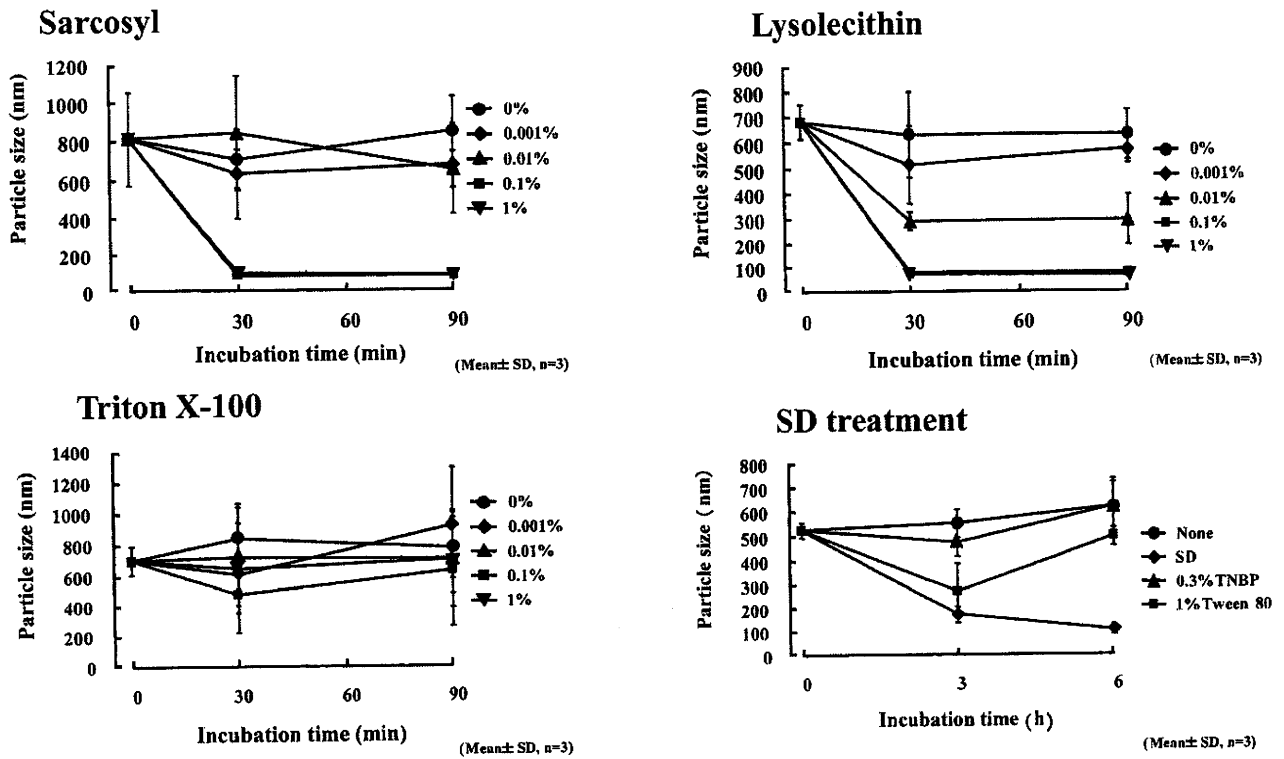 Sarcosyl
Particle size (nm)
1200
1000
800
600
400
200
0
0 30 60 90
Incubation time (min)
(Mean± SD, n=3)
0%
0.001%
0.01%
0.1%
1%
Lysolecithin
Particle size (nm)
900
800
700
600
500
400
300
200
100
0
0 30 60 90
Incubation time (min)
(Mean± SD, n=3)
0%
0.001%
0.01%
0.1%
1%
Triton X-100
Particle size (nm)
1400
1200
1000
800
600
400
200
0
0 30 60 90
Incubation time (min)
(Mean± SD, n=3)
0%
0.001%
0.01%
0.1%
1%
SD treatment
Particle size ( nm)
800
700
600
500
400
300
200
100
0
0 3 6
Incubation time (h)
(Mean± SD, n=3)
None
SD
0.3%TNBP
1%Tween 80